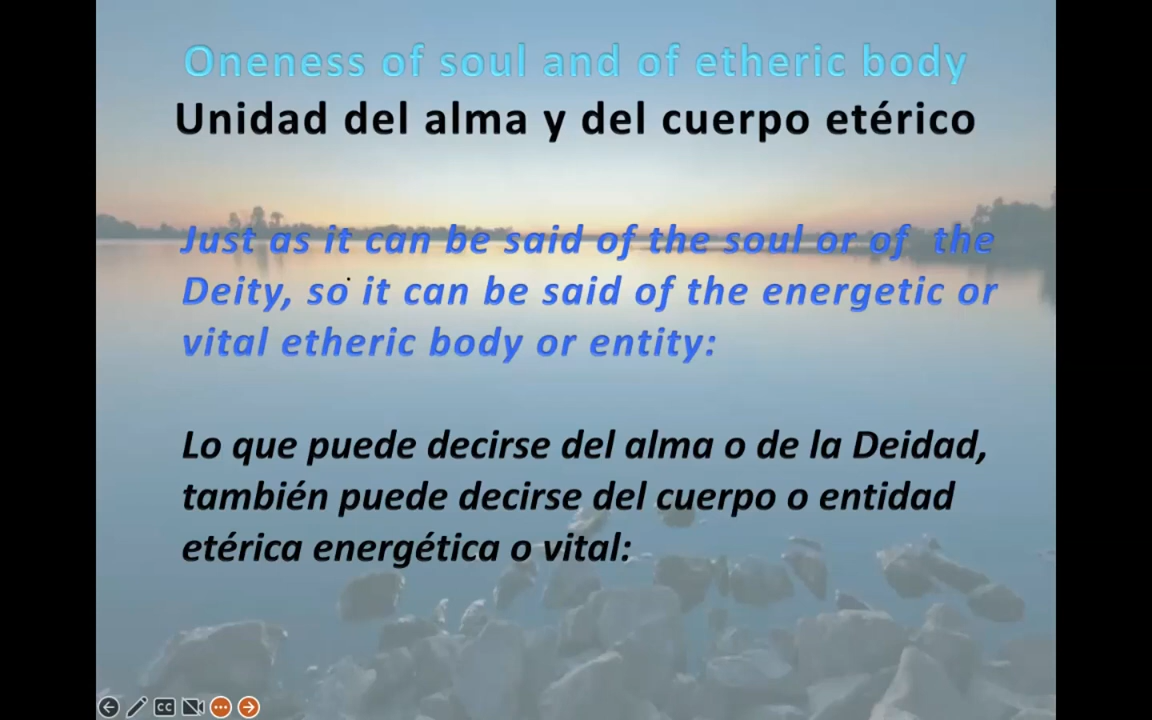 Oneness of soul and of etheric body
Unidad del alma y del cuerpo etérico
Just as it can be said of the soul or of the
Deity, so it can be said of the energetic or
vital etheric body or entity:
Lo que puede decirse del alma o de la Deidad,
también puede decirse del cuerpo o entidad
etérica energética o vital:
CC